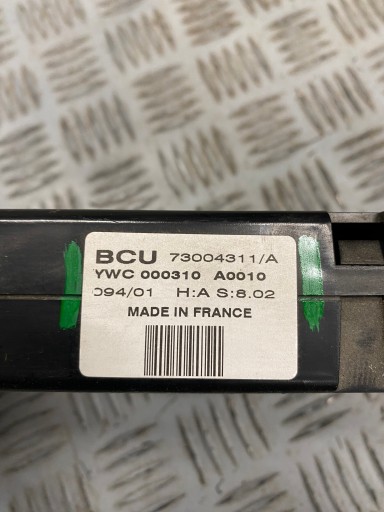 BCU 73004311/A
YWC 000310 A0010
094/01 H:A S:8.02
MADE IN FRANCE